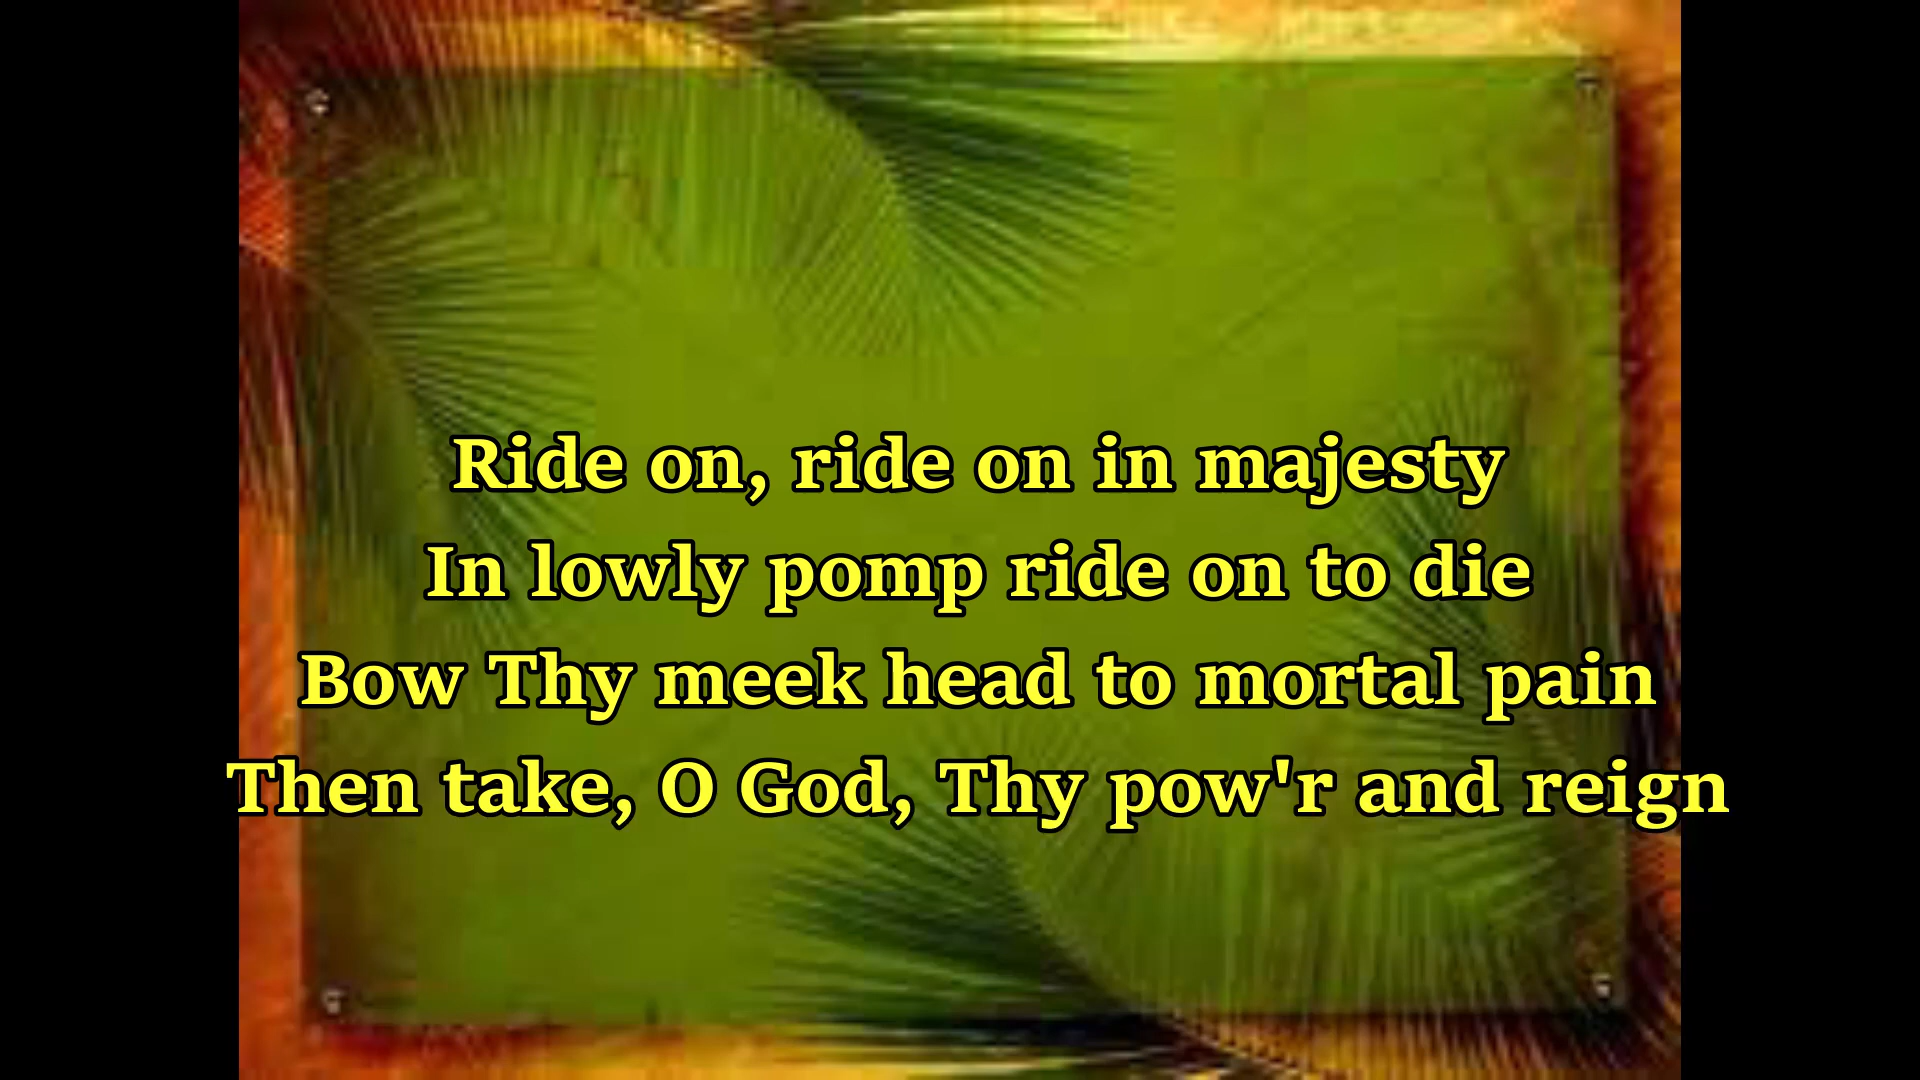 Ride on, ride on in majesty
In lowly pomp ride on to die
Bow Thy meek head to mortal pain
Then take, O God, Thy pow'r and reign